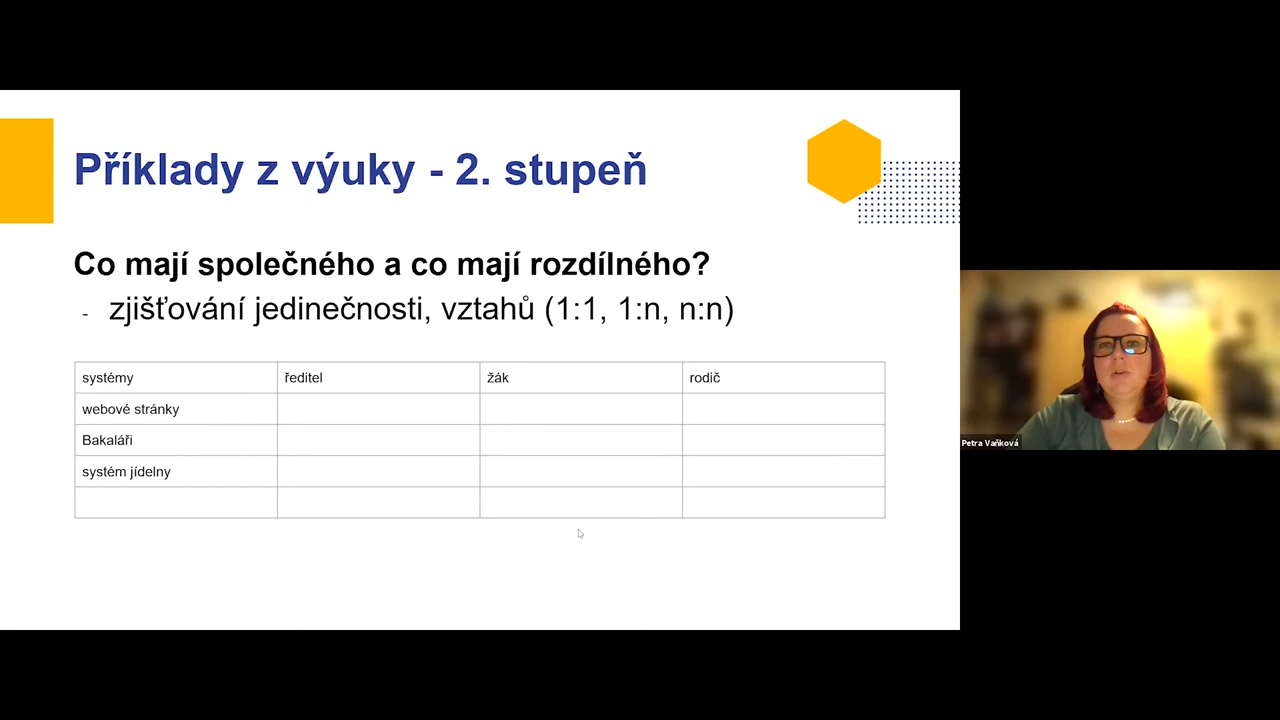 Příklady z výuky - 2. stupeň
Co mají společného a co mají rozdílného?
- zjišťování jedinečnosti, vztahů (1:1, 1:n, n:n)
systémy ředitel žák rodič
webové stránky
Bakaláři
systém jídelny
Petra Vaňková